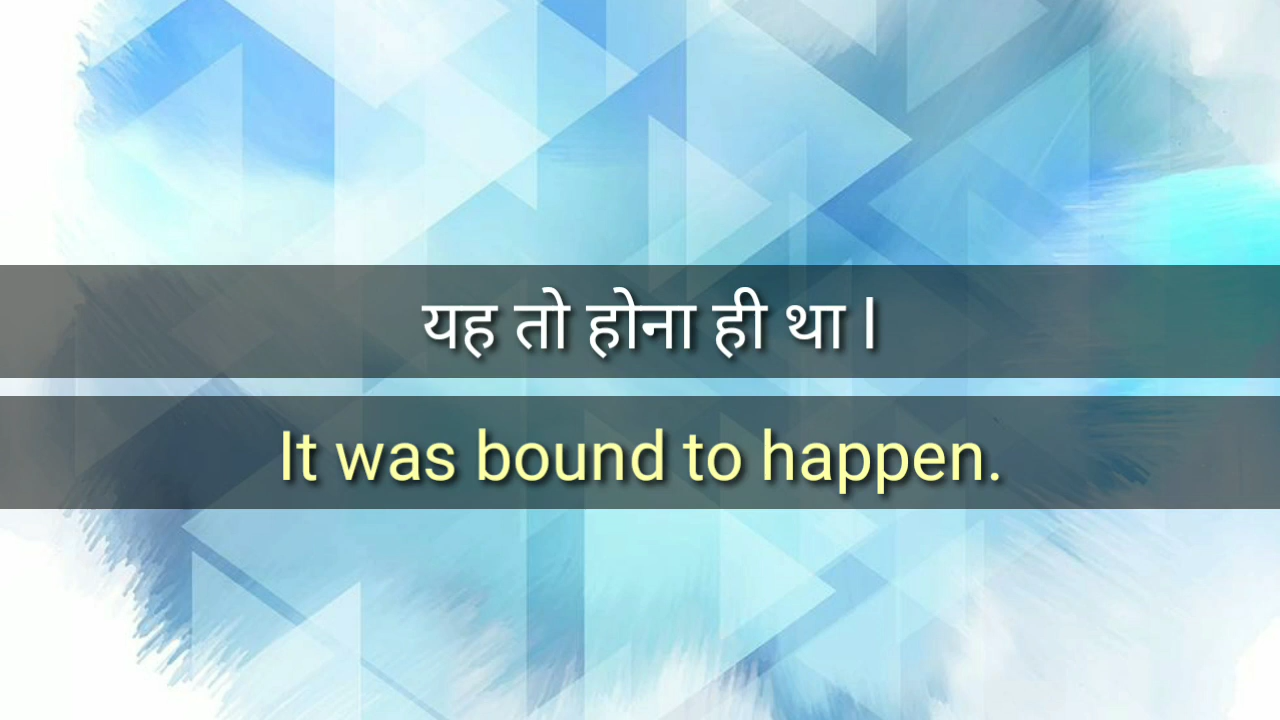 यह तो होना ही था l
It was bound to happen.